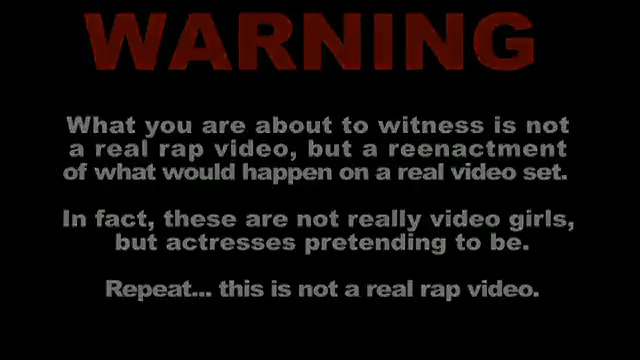 WARNING
What you are about to witness is not
a real rap video, but a reenactment
of what would happen on a real video set.
In fact, these are not really video girls,
but actresses pretending to be.
Repeat... this is not a real rap video.